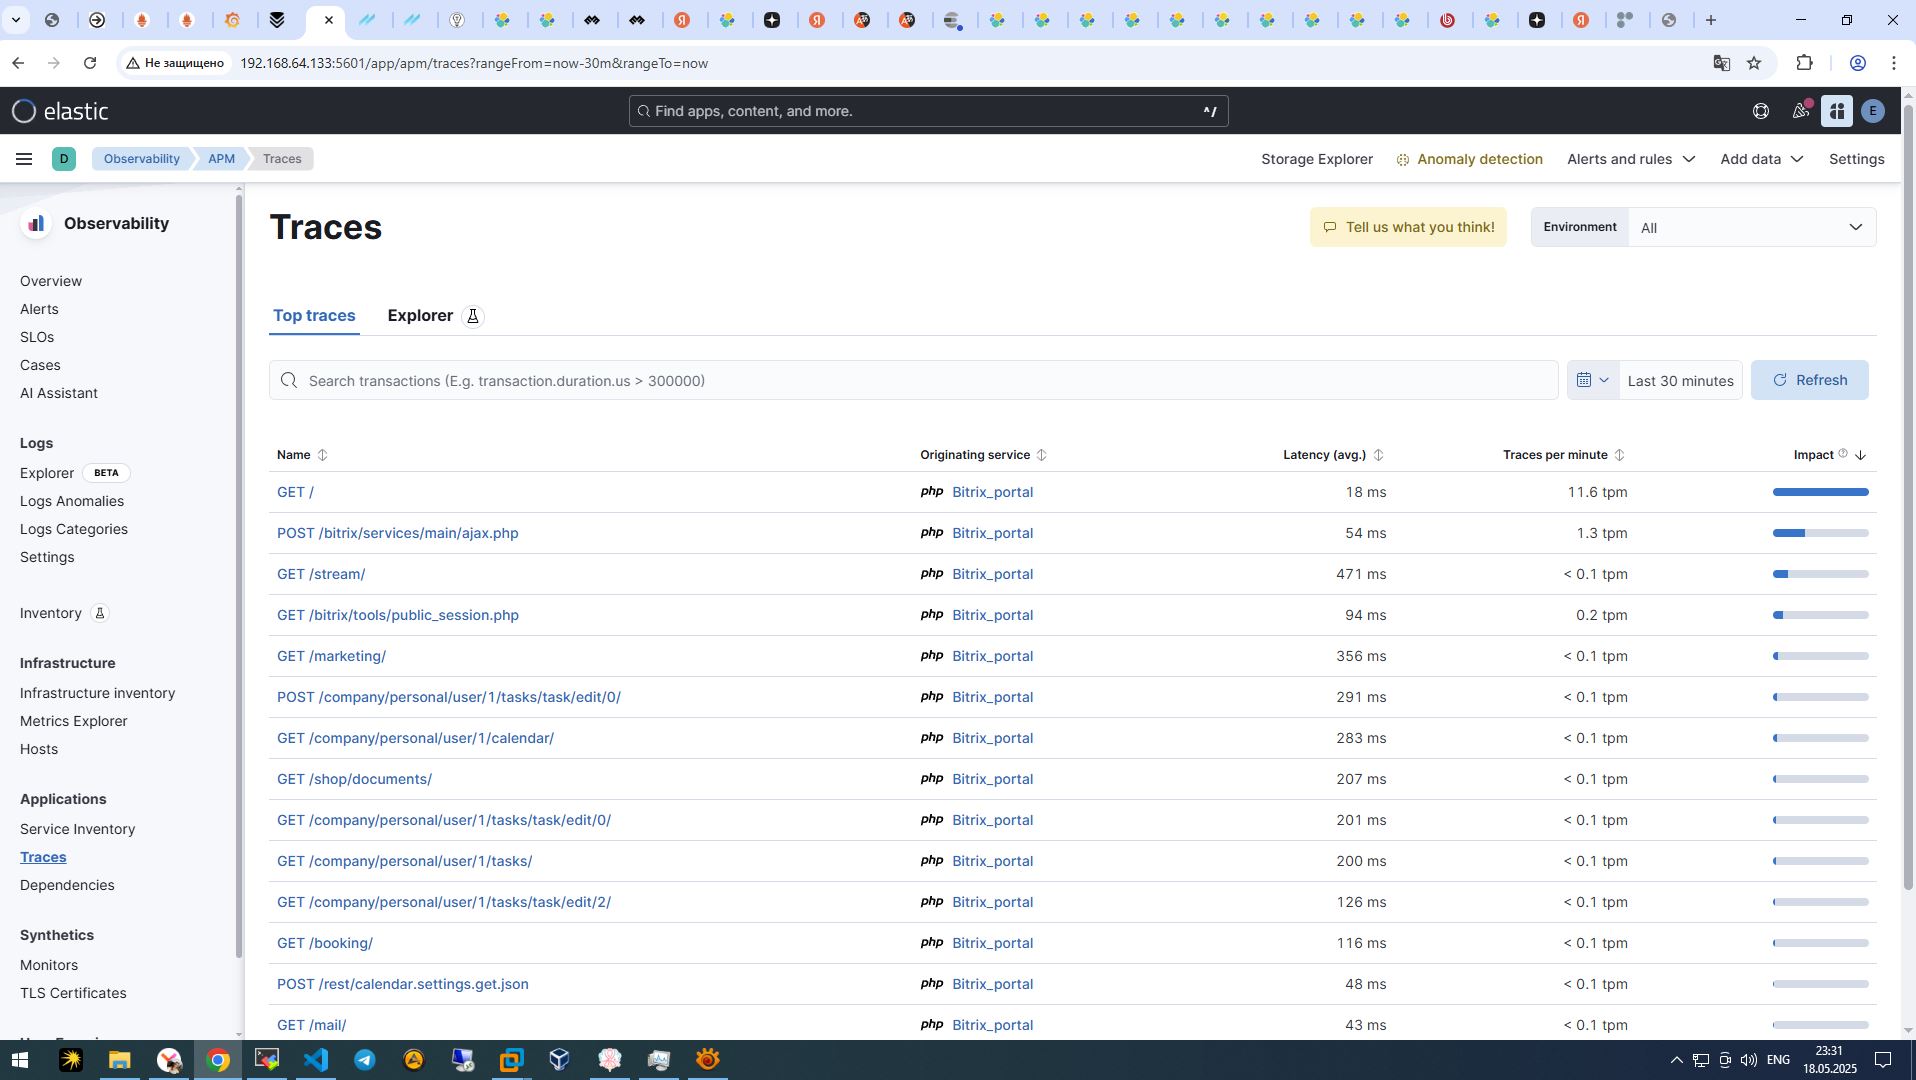 Не защищено
192.168.64.133:5601/app/apm/traces?rangeFrom=now-30m&rangeTo=now
elastic
Find apps, content, and more.
^/
E
D
Observability
APM
Traces
Storage Explorer
Anomaly detection
Alerts and rules
Add data
Settings
Observability
Overview
Alerts
SLOs
Cases
AI Assistant
Logs
Explorer BETA
Logs Anomalies
Logs Categories
Settings
Inventory
Infrastructure
Infrastructure inventory
Metrics Explorer
Hosts
Applications
Service Inventory
Traces
Dependencies
Synthetics
Monitors
TLS Certificates
Traces
Tell us what you think!
Environment All
Top traces
Explorer
Search transactions (E.g. transaction.duration.us > 300000)
Last 30 minutes
Refresh
Name Originating service Latency (avg.) Traces per minute Impact
GET / php Bitrix_portal 18 ms 11.6 tpm
POST /bitrix/services/main/ajax.php php Bitrix_portal 54 ms 1.3 tpm
GET /stream/ php Bitrix_portal 471 ms < 0.1 tpm
GET /bitrix/tools/public_session.php php Bitrix_portal 94 ms 0.2 tpm
GET /marketing/ php Bitrix_portal 356 ms < 0.1 tpm
POST /company/personal/user/1/tasks/task/edit/0/ php Bitrix_portal 291 ms < 0.1 tpm
GET /company/personal/user/1/calendar/ php Bitrix_portal 283 ms < 0.1 tpm
GET /shop/documents/ php Bitrix_portal 207 ms < 0.1 tpm
GET /company/personal/user/1/tasks/task/edit/0/ php Bitrix_portal 201 ms < 0.1 tpm
GET /company/personal/user/1/tasks/ php Bitrix_portal 200 ms < 0.1 tpm
GET /company/personal/user/1/tasks/task/edit/2/ php Bitrix_portal 126 ms < 0.1 tpm
GET /booking/ php Bitrix_portal 116 ms < 0.1 tpm
POST /rest/calendar.settings.get.json php Bitrix_portal 48 ms < 0.1 tpm
GET /mail/ php Bitrix_portal 43 ms < 0.1 tpm
ENG
23:31
18.05.2025